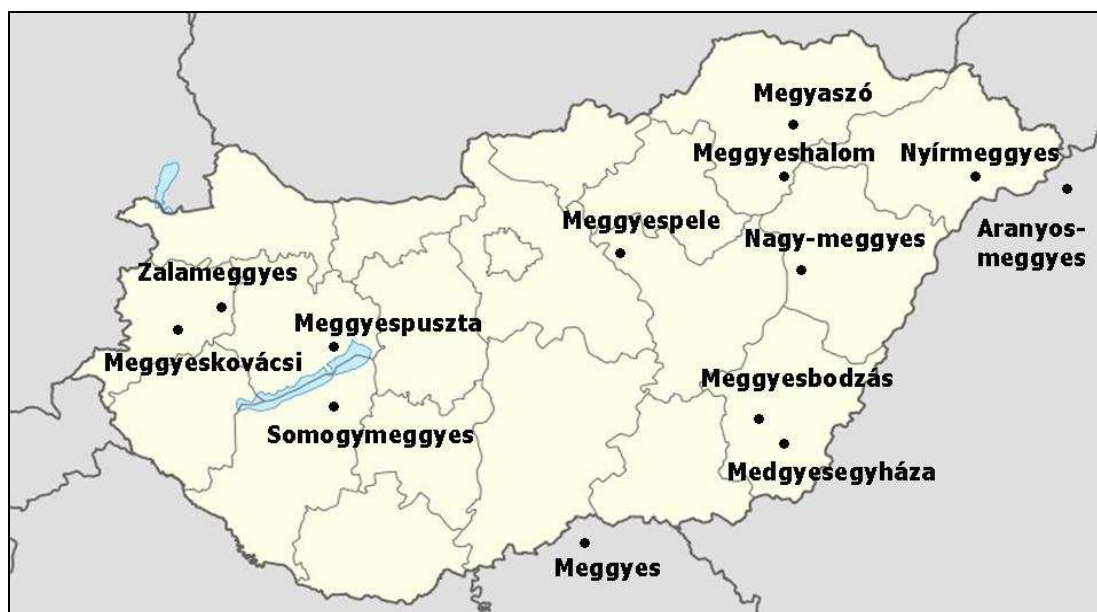 Megyaszó
Meggyeshalom
Nyírmeggyes
Meggyespele
Nagy-meggyes
Aranyos-
meggyes
Zalameggyes
Meggyespuszta
Meggyeskovácsi
Meggyesbodzás
Somogymeggyes
Medgyesegyháza
Meggyes